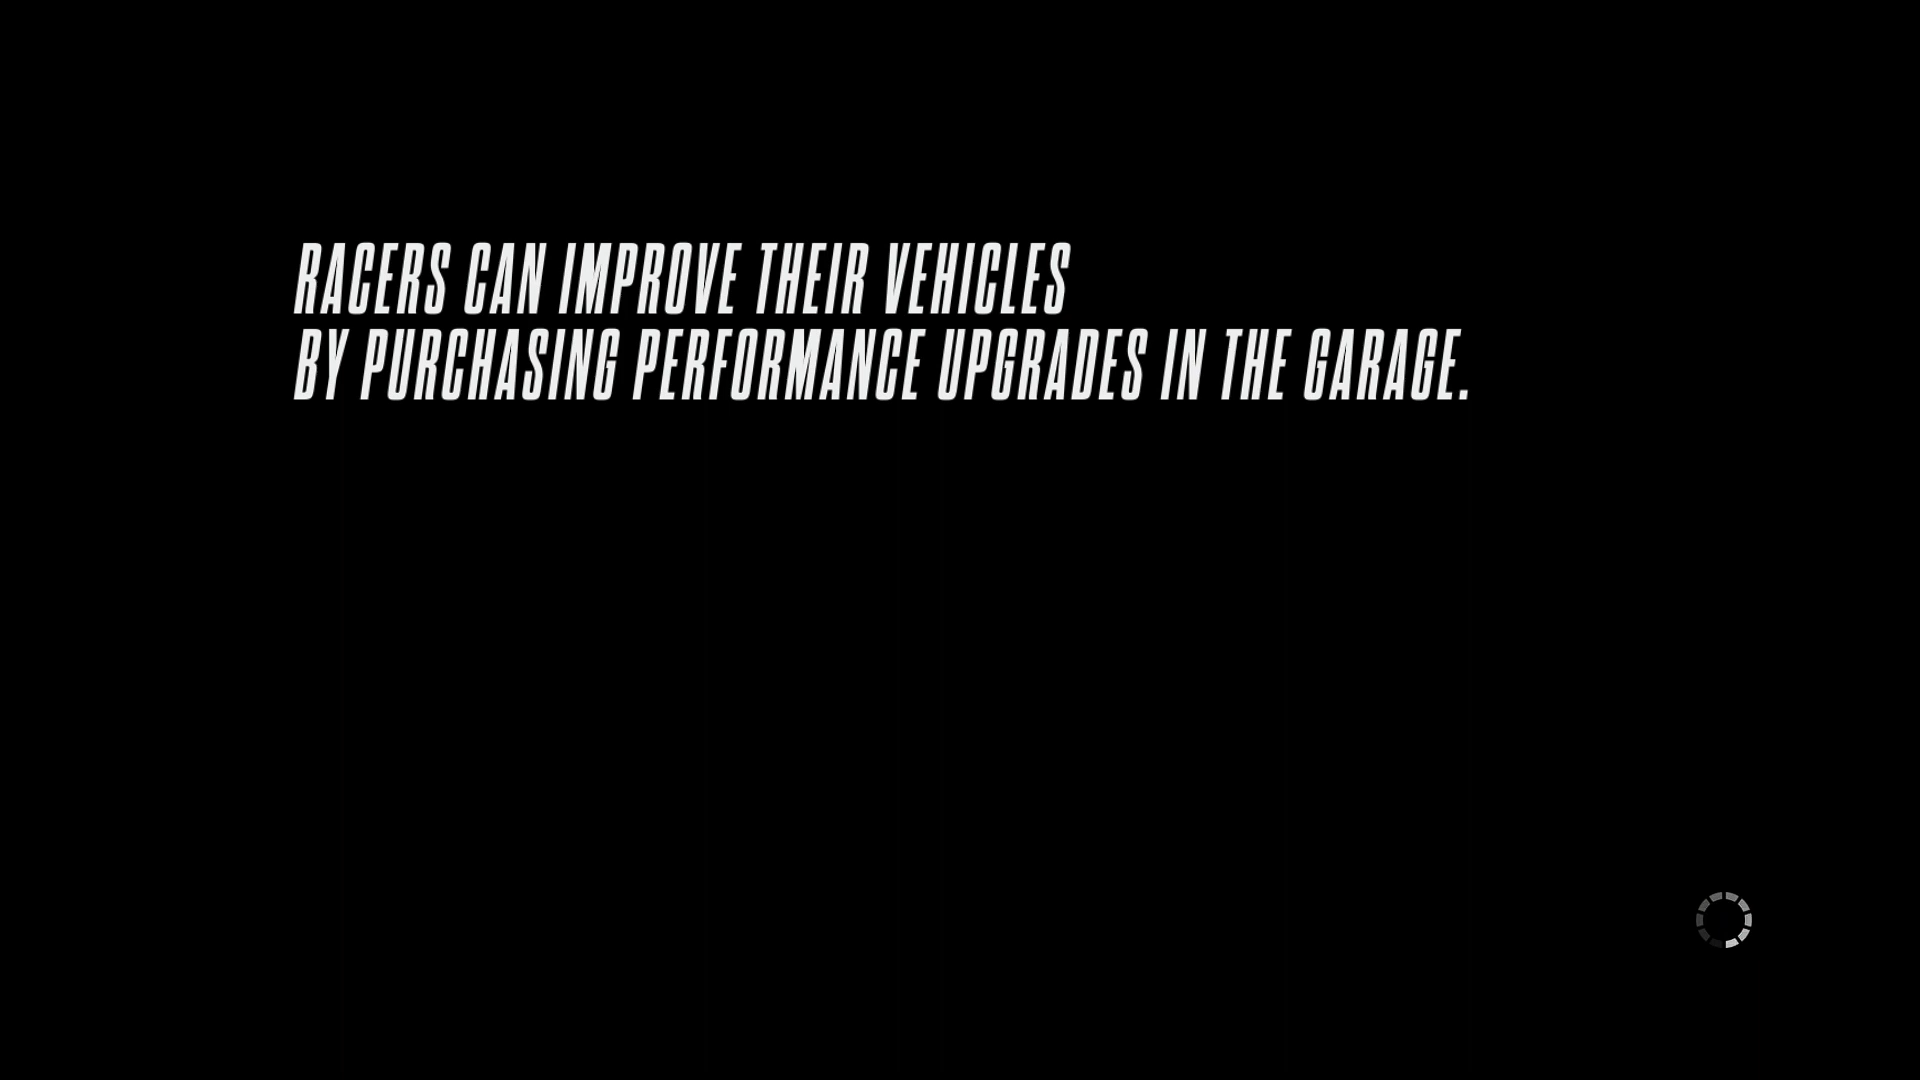 RACERS CAN IMPROVE THEIR VEHICLES
BY PURCHASING PERFORMANCE UPGRADES IN THE GARAGE.